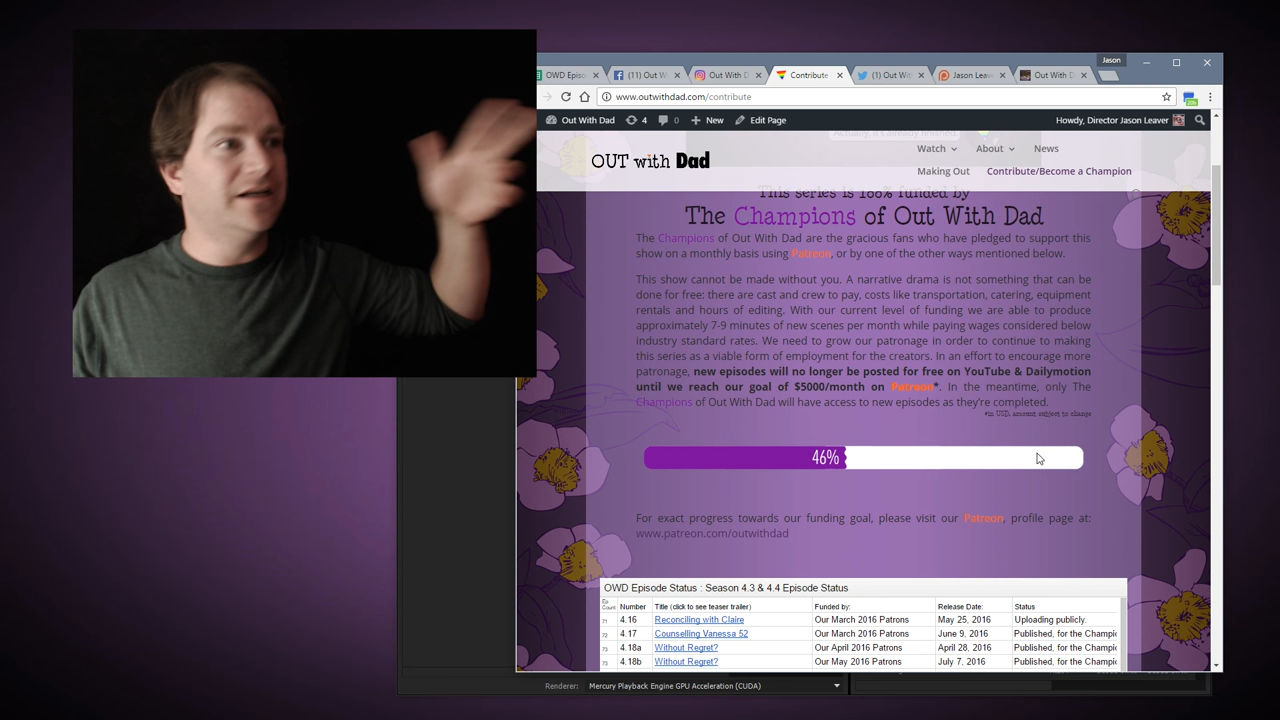 Jason
OWD Episo
(11) Out W
Out With D
Contribute
(1) Out Wit
Jason Leav
Out With D
www.outwithdad.com/contribute
Out With Dad 4 0 New Edit Page Howdy, Director Jason Leaver
Actually, it's already finished.
OUT with Dad
Watch About News
Making Out Contribute/Become a Champion
This series is 100% funded by
The Champions of Out With Dad
The Champions of Out With Dad are the gracious fans who have pledged to support this
show on a monthly basis using Patreon, or by one of the other ways mentioned below.
This show cannot be made without you. A narrative drama is not something that can be
done for free: there are cast and crew to pay, costs like transportation, catering, equipment
rentals and hours of editing. With our current level of funding we are able to produce
approximately 7-9 minutes of new scenes per month while paying wages considered below
industry standard rates. We need to grow our patronage in order to continue to making
this series as a viable form of employment for the creators. In an effort to encourage more
patronage, new episodes will no longer be posted for free on YouTube & Dailymotion
until we reach our goal of $5000/month on Patreon*. In the meantime, only The
Champions of Out With Dad will have access to new episodes as they're completed.
*in USD, amount subject to change
46%
For exact progress towards our funding goal, please visit our Patreon, profile page at:
www.patreon.com/outwithdad
OWD Episode Status : Season 4.3 & 4.4 Episode Status
Ep Count Number Title (click to see teaser trailer) Funded by: Release Date: Status
71 4.16 Reconciling with Claire Our March 2016 Patrons May 25, 2016 Uploading publicly.
72 4.17 Counselling Vanessa 52 Our March 2016 Patrons June 9, 2016 Published, for the Champio
73 4.18a Without Regret? Our April 2016 Patrons April 28, 2016 Published, for the Champio
73 4.18b Without Regret? Our May 2016 Patrons July 7, 2016 Published, for the Champio
Renderer: Mercury Playback Engine GPU Acceleration (CUDA)